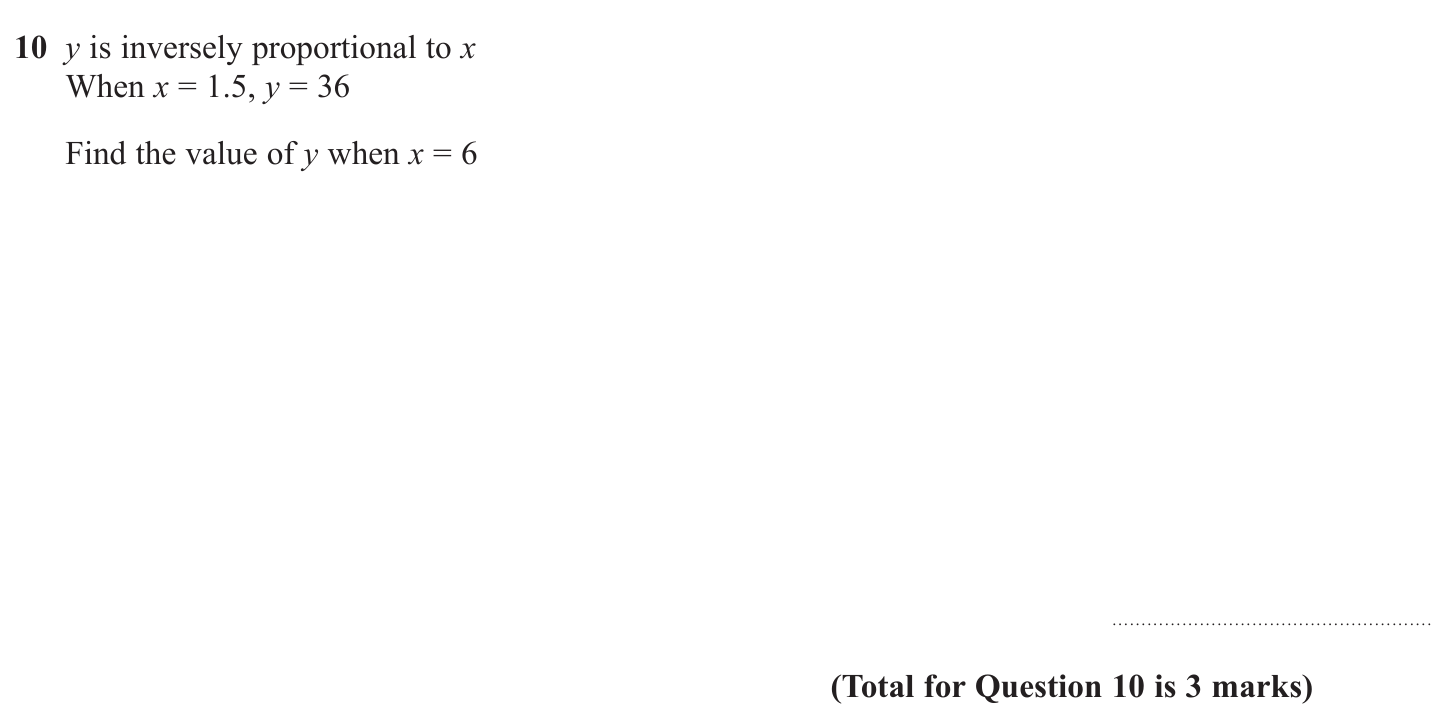 10 y is inversely proportional to x
When x = 1.5, y = 36
Find the value of y when x = 6
(Total for Question 10 is 3 marks)